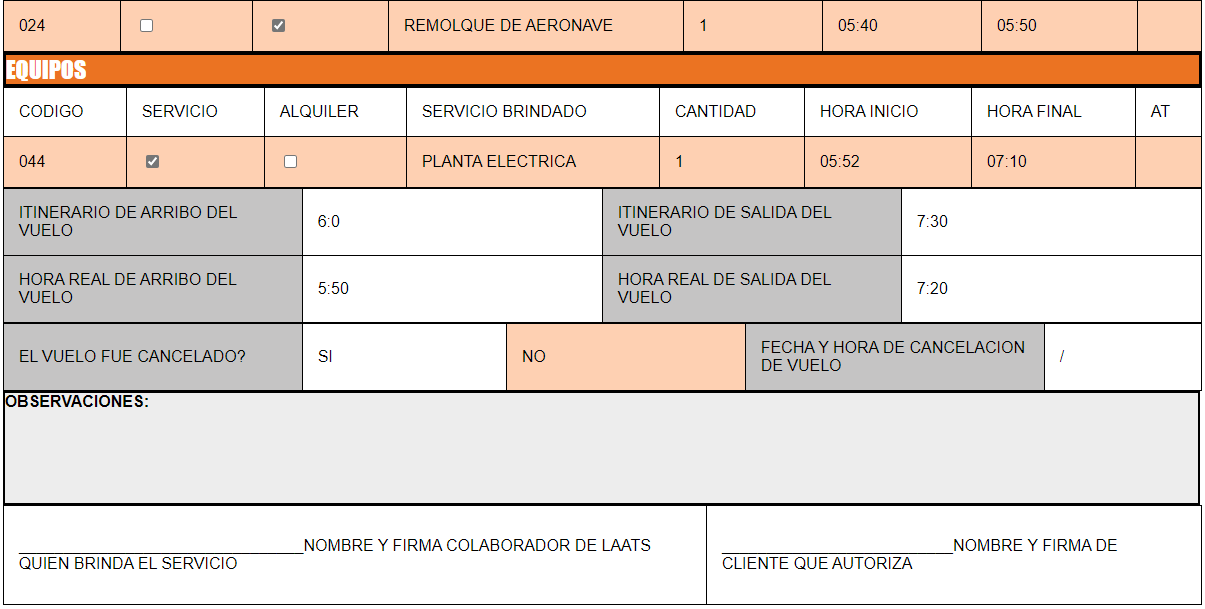 024 REMOLQUE DE AERONAVE 1 05:40 05:50
EQUIPOS
CODIGO SERVICIO ALQUILER SERVICIO BRINDADO CANTIDAD HORA INICIO HORA FINAL AT
044 PLANTA ELECTRICA 1 05:52 07:10
ITINERARIO DE ARRIBO DEL
VUELO
6:0
ITINERARIO DE SALIDA DEL
VUELO
7:30
HORA REAL DE ARRIBO DEL
VUELO
5:50
HORA REAL DE SALIDA DEL
VUELO
7:20
EL VUELO FUE CANCELADO? SI NO
FECHA Y HORA DE CANCELACION
DE VUELO
/
OBSERVACIONES:
________________________________NOMBRE Y FIRMA COLABORADOR DE LAATS
QUIEN BRINDA EL SERVICIO
__________________________NOMBRE Y FIRMA DE
CLIENTE QUE AUTORIZA